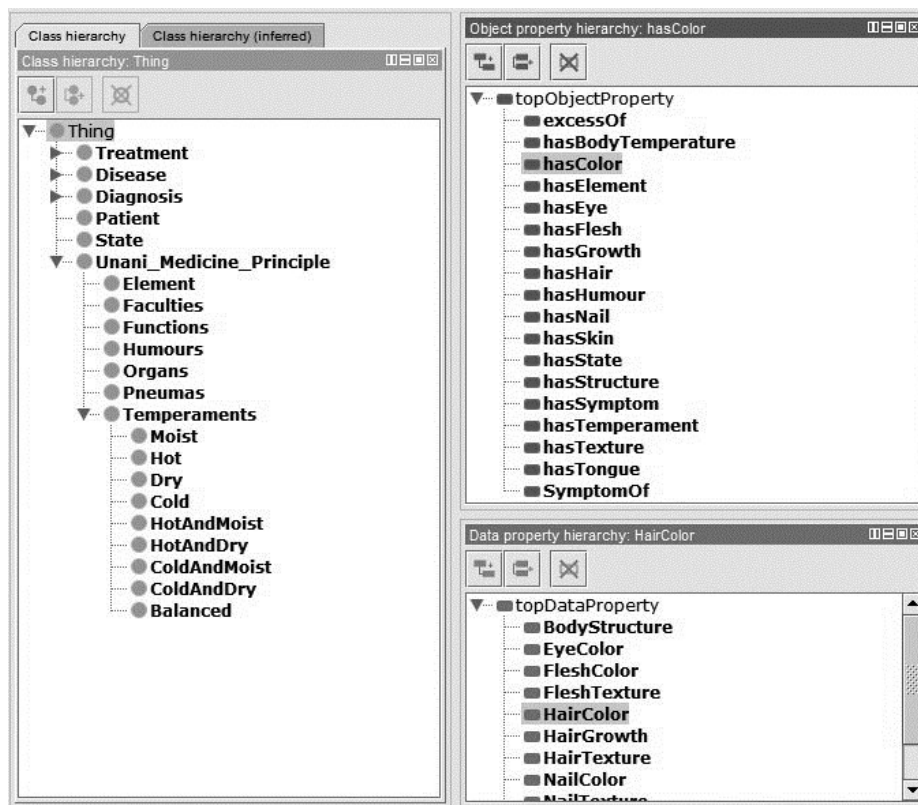 Class hierarchy
Class hierarchy (inferred)
Class hierarchy: Thing
Thing
Treatment
Disease
Diagnosis
Patient
State
Unani_Medicine_Principle
Element
Faculties
Functions
Humours
Organs
Pneumas
Temperaments
Moist
Hot
Dry
Cold
HotAndMoist
HotAndDry
ColdAndMoist
ColdAndDry
Balanced
Object property hierarchy: hasColor
topObjectProperty
excessOf
hasBodyTemperature
hasColor
hasElement
hasEye
hasFlesh
hasGrowth
hasHair
hasHumour
hasNail
hasSkin
hasState
hasStructure
hasSymptom
hasTemperament
hasTexture
hasTongue
SymptomOf
Data property hierarchy: HairColor
topDataProperty
BodyStructure
EyeColor
FleshColor
FleshTexture
HairColor
HairGrowth
HairTexture
NailColor
NailTexture